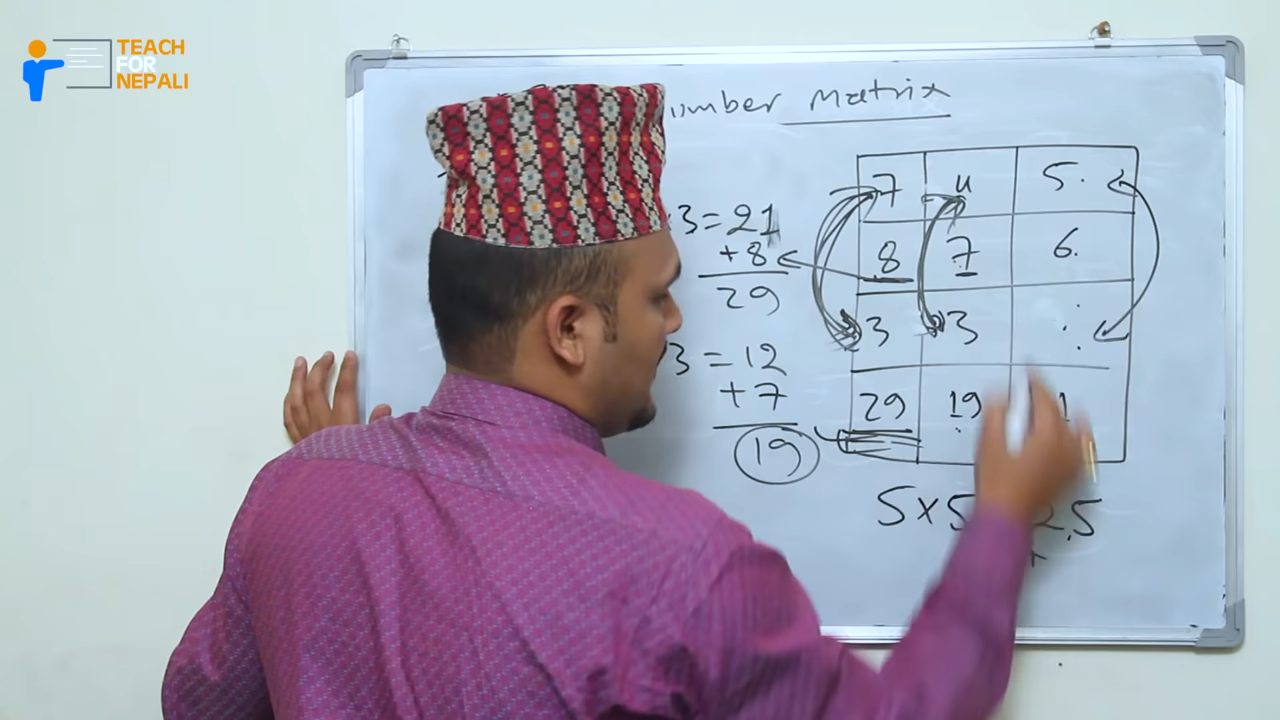 TEACH
FOR
NEPALI
umber Matrix
3=21
+8
29
3=12
+7
19
7 4 5.
8 7 6.
3 3 :
29 19
5x5 25
+